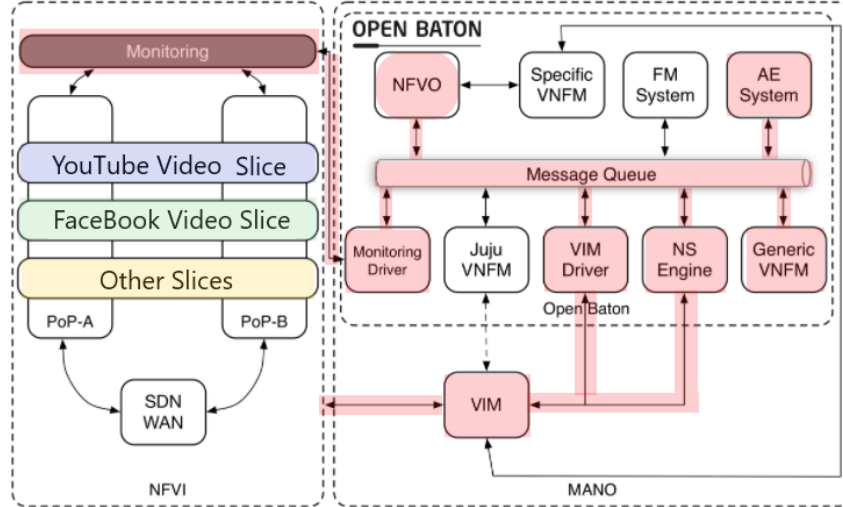 OPEN BATON
Monitoring
NFVO
Specific
VNFM
FM
System
AE
System
YouTube Video Slice
Message Queue
FaceBook Video Slice
Monitoring
Driver
Juju
VNFM
VIM
Driver
NS
Engine
Generic
VNFM
Other Slices
PoP-A
PoP-B
Open Baton
SDN
WAN
VIM
NFVI
MANO